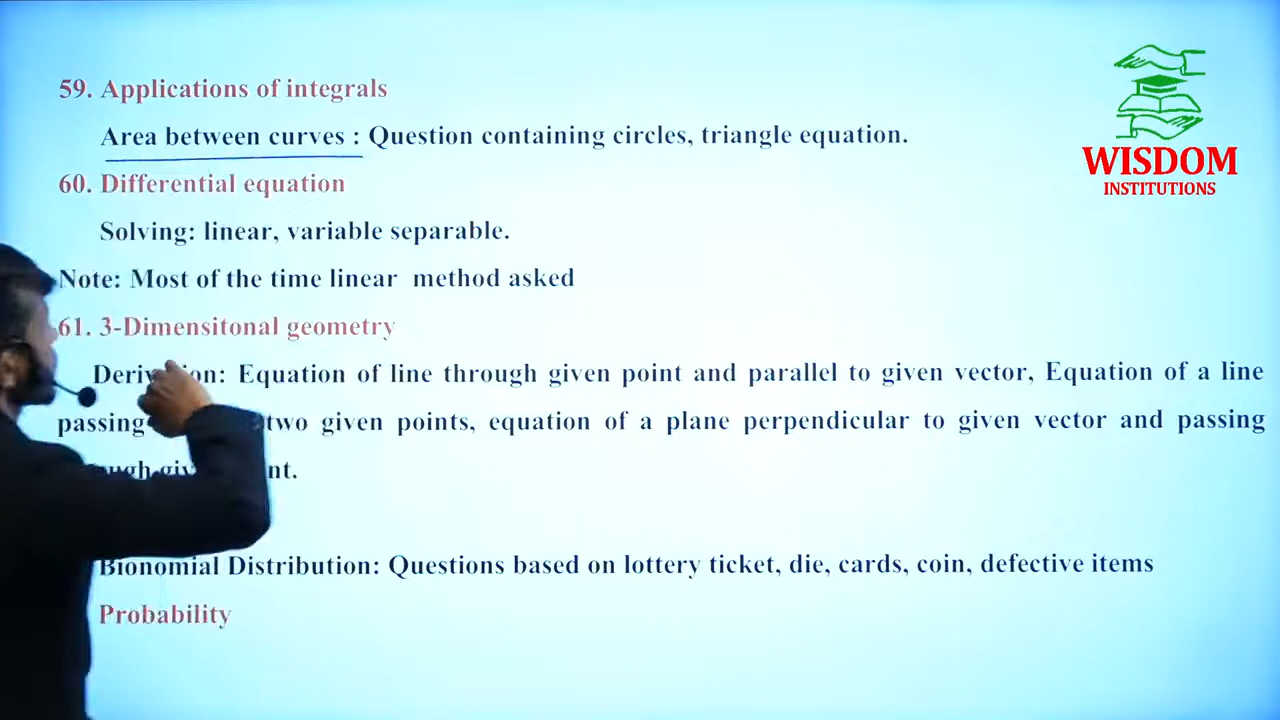 59. Applications of integrals
Area between curves : Question containing circles, triangle equation.
60. Differential equation
Solving: linear, variable separable.
Note: Most of the time linear method asked
61. 3-Dimensitonal geometry
Equation of line through given point and parallel to given vector, Equation of a line
passing two given points, equation of a plane perpendicular to given vector and passing
Bionomial Distribution: Questions based on lottery ticket, die, cards, coin, defective items
Probability
WISDOM
INSTITUTIONS